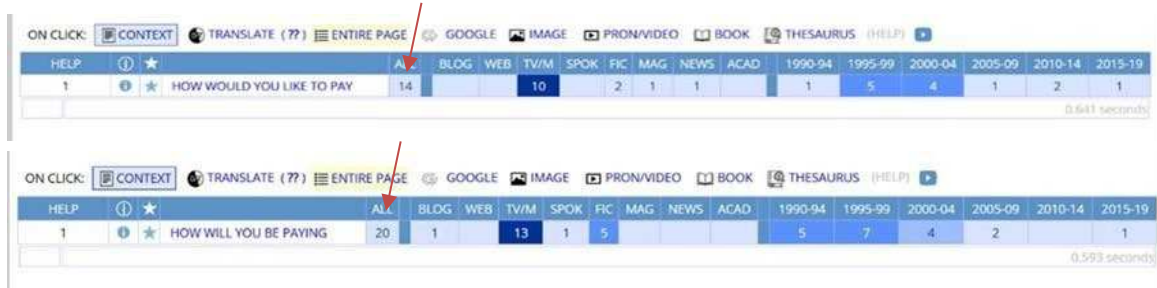 ON CLICK: CONTEXT TRANSLATE (??) ENTIRE PAGE GOOGLE IMAGE PRON/VIDEO BOOK THESAURUS (HELP)
HELP ALL BLOG WEB TV/M SPOK FIC MAG NEWS ACAD 1990-94 1995-99 2000-04 2005-09 2010-14 2015-19
1 HOW WOULD YOU LIKE TO PAY 14 10 2 1 1 1 5 4 1 2 1
0.641 seconds
ON CLICK: CONTEXT TRANSLATE (??) ENTIRE PAGE GOOGLE IMAGE PRON/VIDEO BOOK THESAURUS (HELP)
HELP ALL BLOG WEB TV/M SPOK FIC MAG NEWS ACAD 1990-94 1995-99 2000-04 2005-09 2010-14 2015-19
1 HOW WILL YOU BE PAYING 20 1 13 1 5 5 7 4 2 1
0.593 seconds